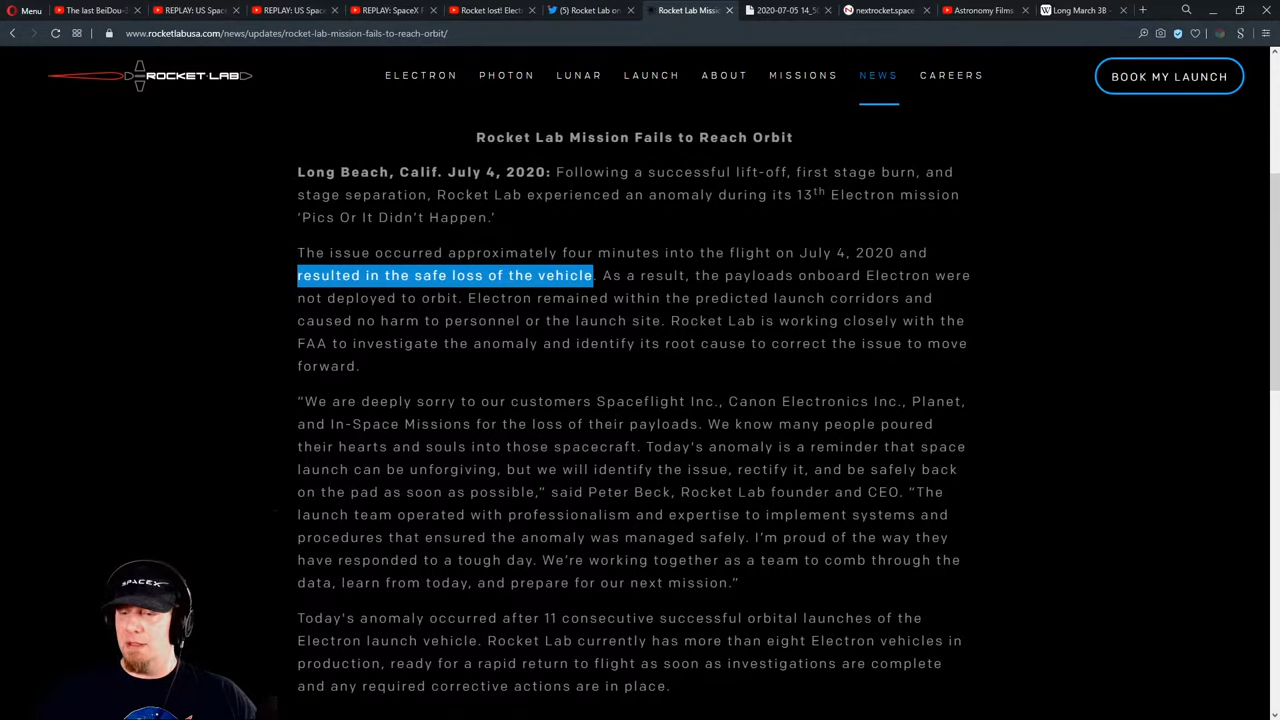 Menu
The last BeiDou-3
REPLAY: US Space
REPLAY: US Space
REPLAY: SpaceX F
Rocket lost! Elect
(5) Rocket Lab on
Rocket Lab Missi
2020-07-05 14_5
nextrocket.space
Astronomy Films
Long March 3B -
www.rocketlabusa.com/news/updates/rocket-lab-mission-fails-to-reach-orbit/
ROCKET LAB
ELECTRON PHOTON LUNAR LAUNCH ABOUT MISSIONS NEWS CAREERS
BOOK MY LAUNCH
Rocket Lab Mission Fails to Reach Orbit
Long Beach, Calif. July 4, 2020: Following a successful lift-off, first stage burn, and
stage separation, Rocket Lab experienced an anomaly during its 13th Electron mission
‘Pics Or It Didn’t Happen.’
The issue occurred approximately four minutes into the flight on July 4, 2020 and
resulted in the safe loss of the vehicle. As a result, the payloads onboard Electron were
not deployed to orbit. Electron remained within the predicted launch corridors and
caused no harm to personnel or the launch site. Rocket Lab is working closely with the
FAA to investigate the anomaly and identify its root cause to correct the issue to move
forward.
“We are deeply sorry to our customers Spaceflight Inc., Canon Electronics Inc., Planet,
and In-Space Missions for the loss of their payloads. We know many people poured
their hearts and souls into those spacecraft. Today's anomaly is a reminder that space
launch can be unforgiving, but we will identify the issue, rectify it, and be safely back
on the pad as soon as possible,” said Peter Beck, Rocket Lab founder and CEO. “The
launch team operated with professionalism and expertise to implement systems and
procedures that ensured the anomaly was managed safely. I’m proud of the way they
have responded to a tough day. We’re working together as a team to comb through the
data, learn from today, and prepare for our next mission.”
Today's anomaly occurred after 11 consecutive successful orbital launches of the
Electron launch vehicle. Rocket Lab currently has more than eight Electron vehicles in
production, ready for a rapid return to flight as soon as investigations are complete
and any required corrective actions are in place.
SPACEX